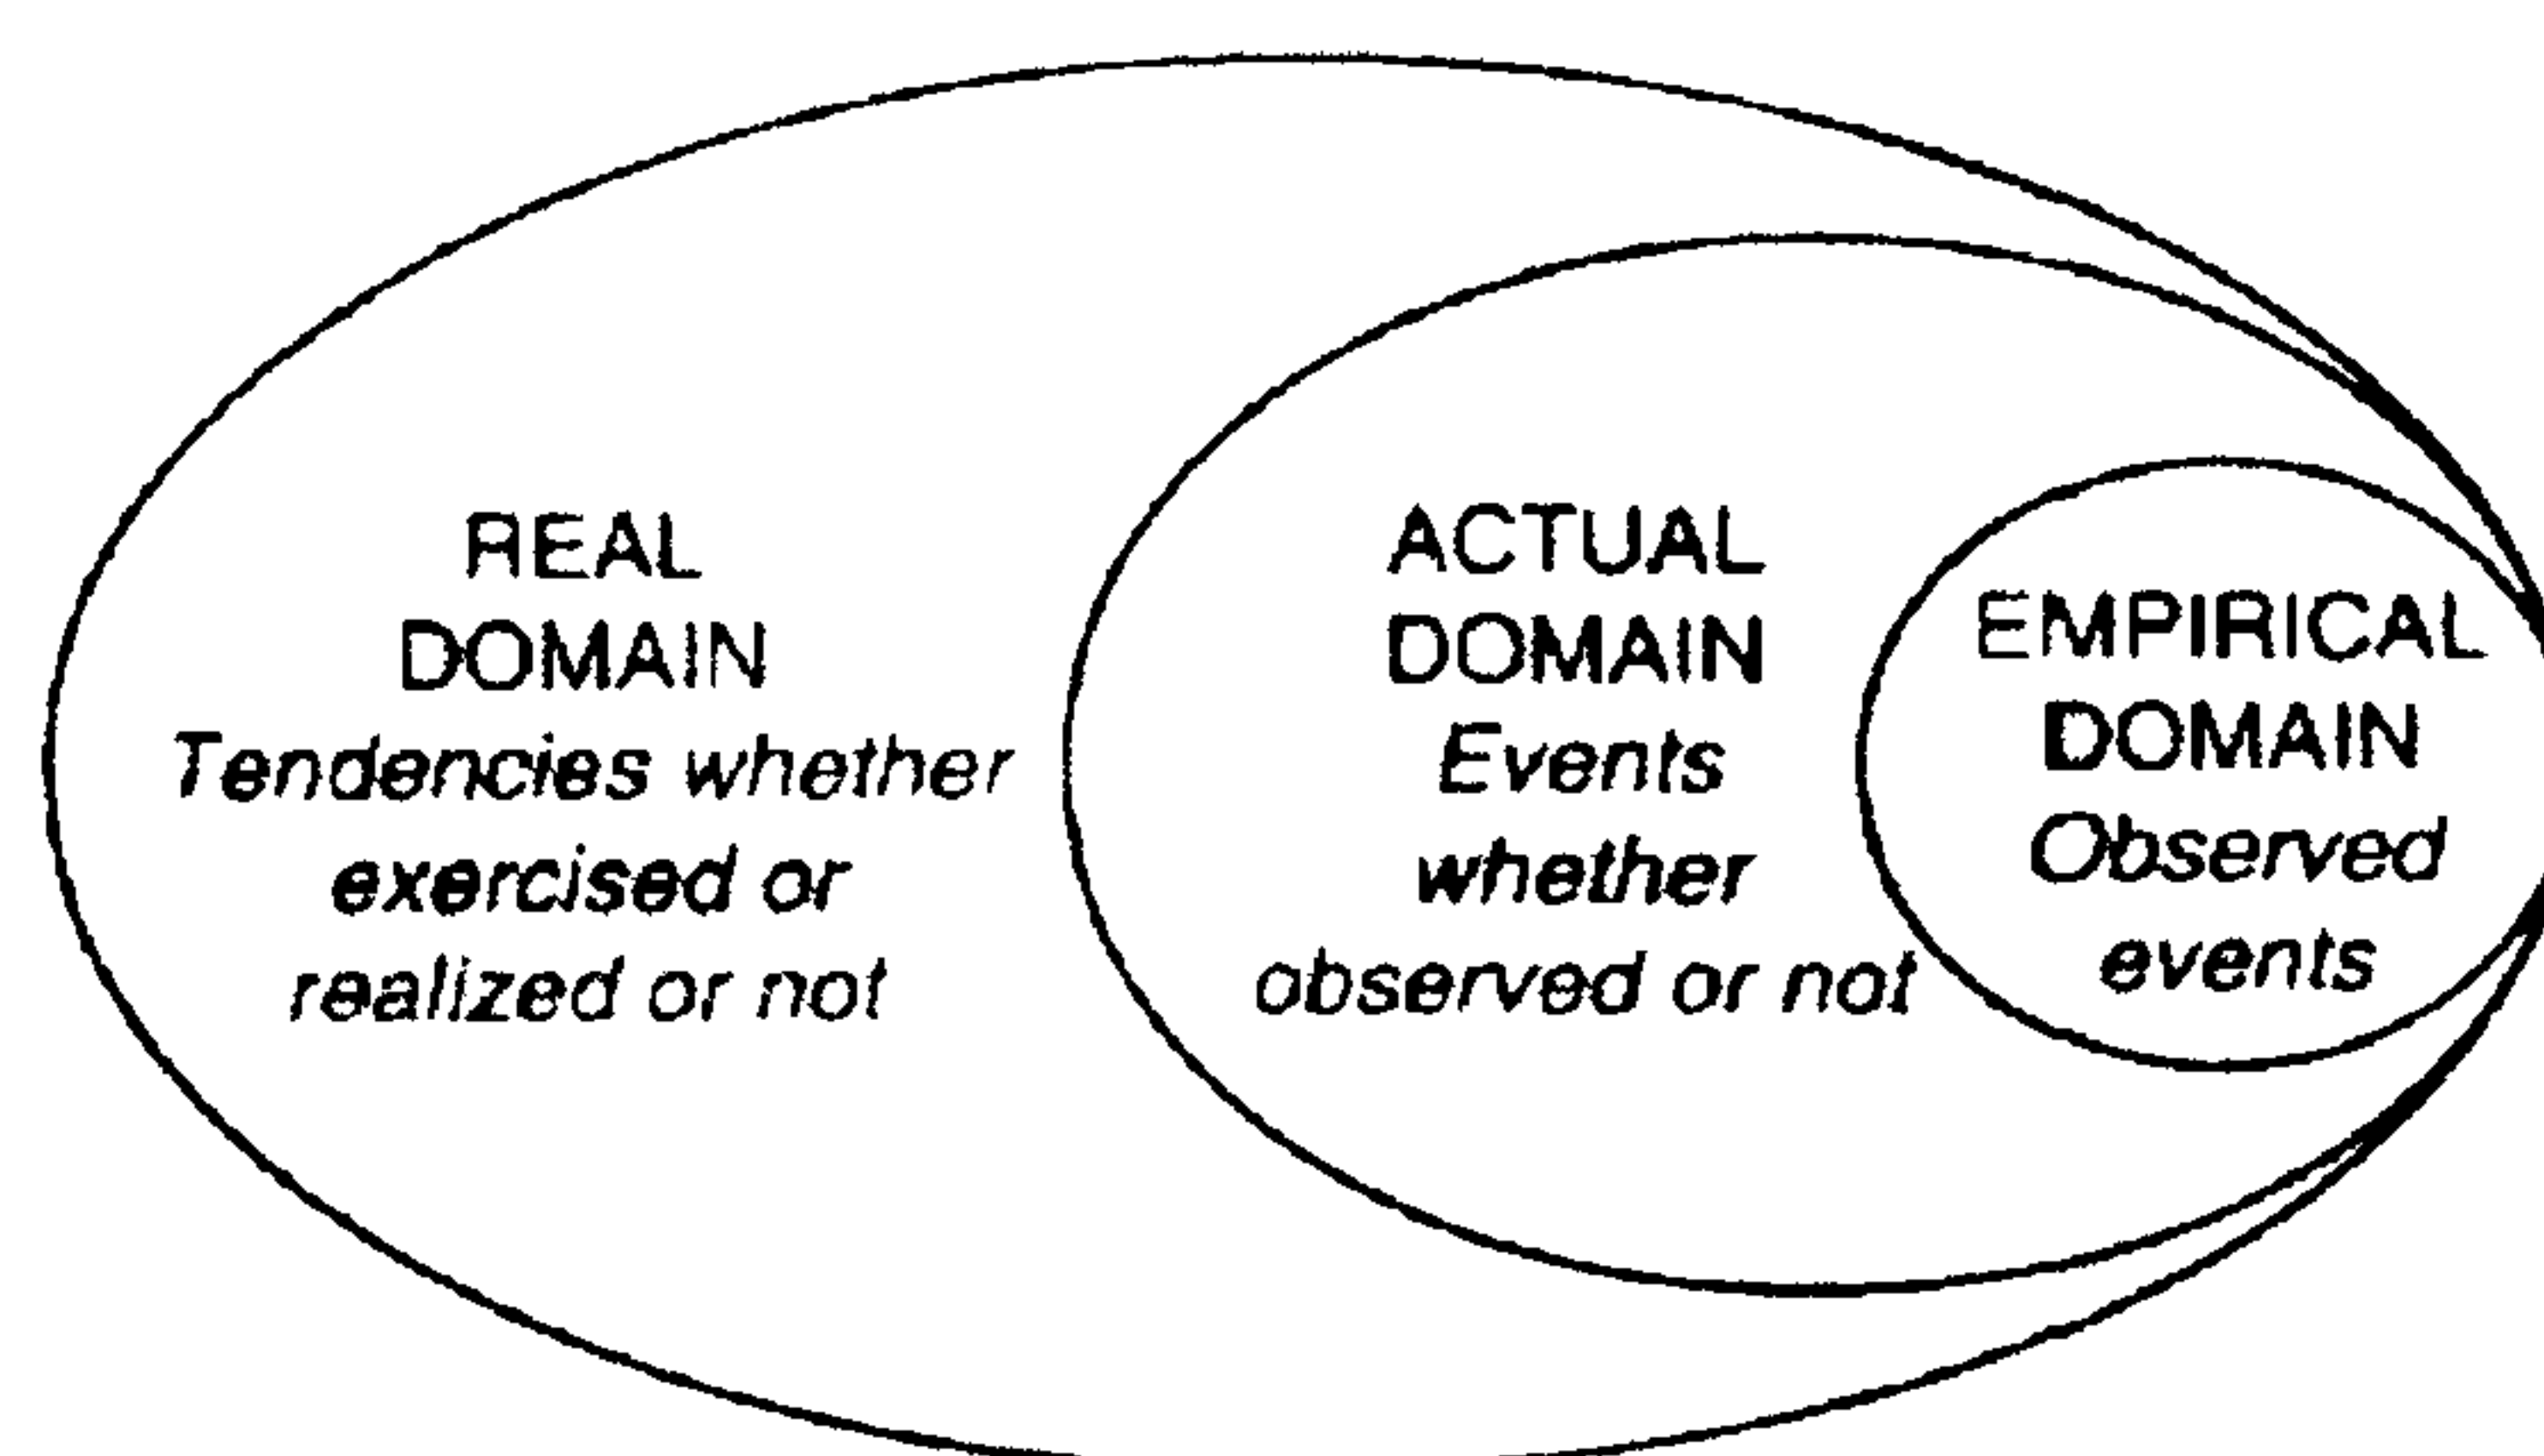 REAL
DOMAIN
Tendencies whether
exercised or
realized or not
ACTUAL
DOMAIN
Events
whether
observed or not
EMPIRICAL
DOMAIN
Observed
events